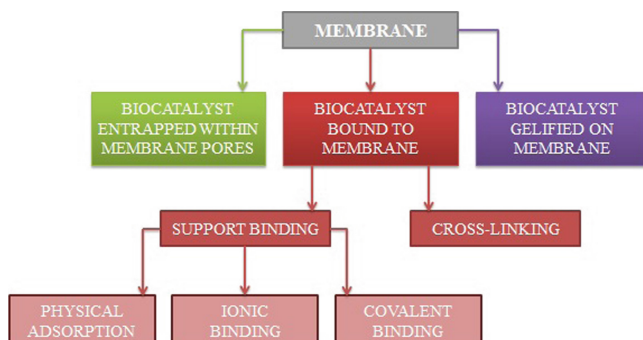 MEMBRANE
BIOCATALYST
ENTRAPPED WITHIN
MEMBRANE PORES
BIOCATALYST
BOUND TO
MEMBRANE
BIOCATALYST
GELIFIED ON
MEMBRANE
SUPPORT BINDING
CROSS-LINKING
PHYSICAL
ADSORPTION
IONIC
BINDING
COVALENT
BINDING